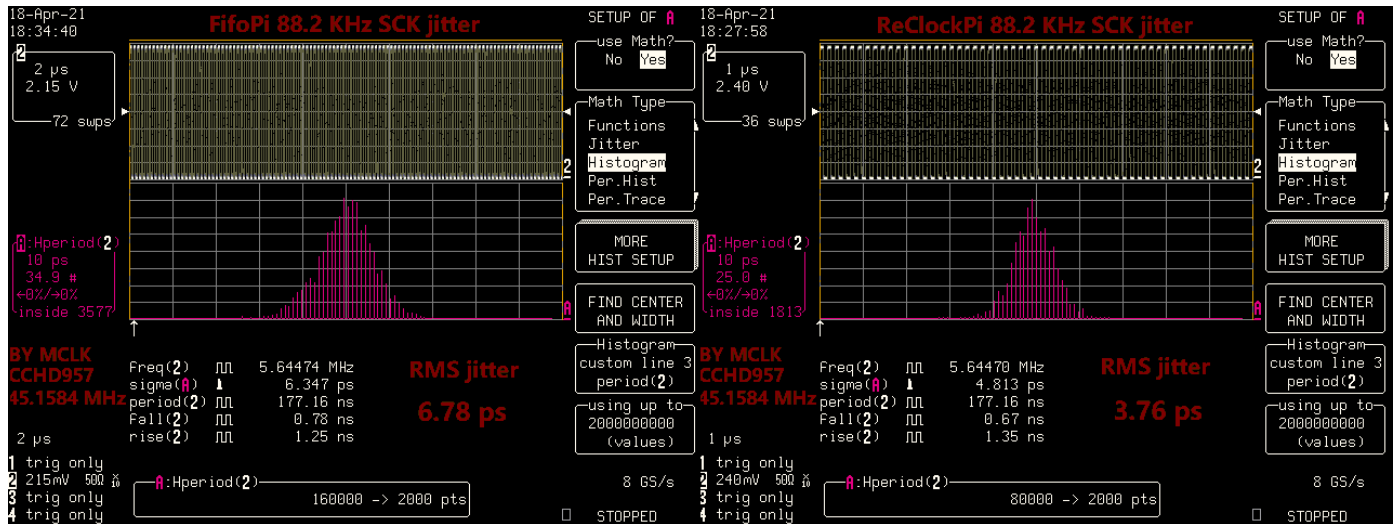 18-Apr-21
18:34:40
FifoPi 88.2 KHz SCK jitter
SETUP OF A
2
2 µs
2.15 V
72 swps
use Math?
No Yes
Math Type
Functions
Jitter
Histogram
Per.Hist
Per.Trace
2
A:Hperiod(2)
10 ps
34.9 #
←0%/→0%
inside 3577
MORE
HIST SETUP
FIND CENTER
AND WIDTH
A
Histogram
custom line 3
period(2)
using up to
2000000000
(values)
BY MCLK
CCHD957
45.1584 MHz
Freq(2) 5.64474 MHz
sigma(A) 6.347 ps
period(2) 177.16 ns
Fall(2) 0.78 ns
rise(2) 1.25 ns
RMS jitter
6.78 ps
2 µs
1 trig only
2 215mV 50Ω
3 trig only
4 trig only
A:Hperiod(2)
160000 -> 2000 pts
8 GS/s
STOPPED
18-Apr-21
18:27:58
ReClockPi 88.2 KHz SCK jitter
SETUP OF A
2
1 µs
2.40 V
36 swps
use Math?
No Yes
Math Type
Functions
Jitter
Histogram
Per.Hist
Per.Trace
2
A:Hperiod(2)
10 ps
25.0 #
←0%/→0%
inside 1813
MORE
HIST SETUP
FIND CENTER
AND WIDTH
A
Histogram
custom line 3
period(2)
using up to
2000000000
(values)
BY MCLK
CCHD957
45.1584 MHz
Freq(2) 5.64470 MHz
sigma(A) 4.813 ps
period(2) 177.16 ns
Fall(2) 0.67 ns
rise(2) 1.35 ns
RMS jitter
3.76 ps
1 µs
1 trig only
2 240mV 50Ω
3 trig only
4 trig only
A:Hperiod(2)
80000 -> 2000 pts
8 GS/s
STOPPED